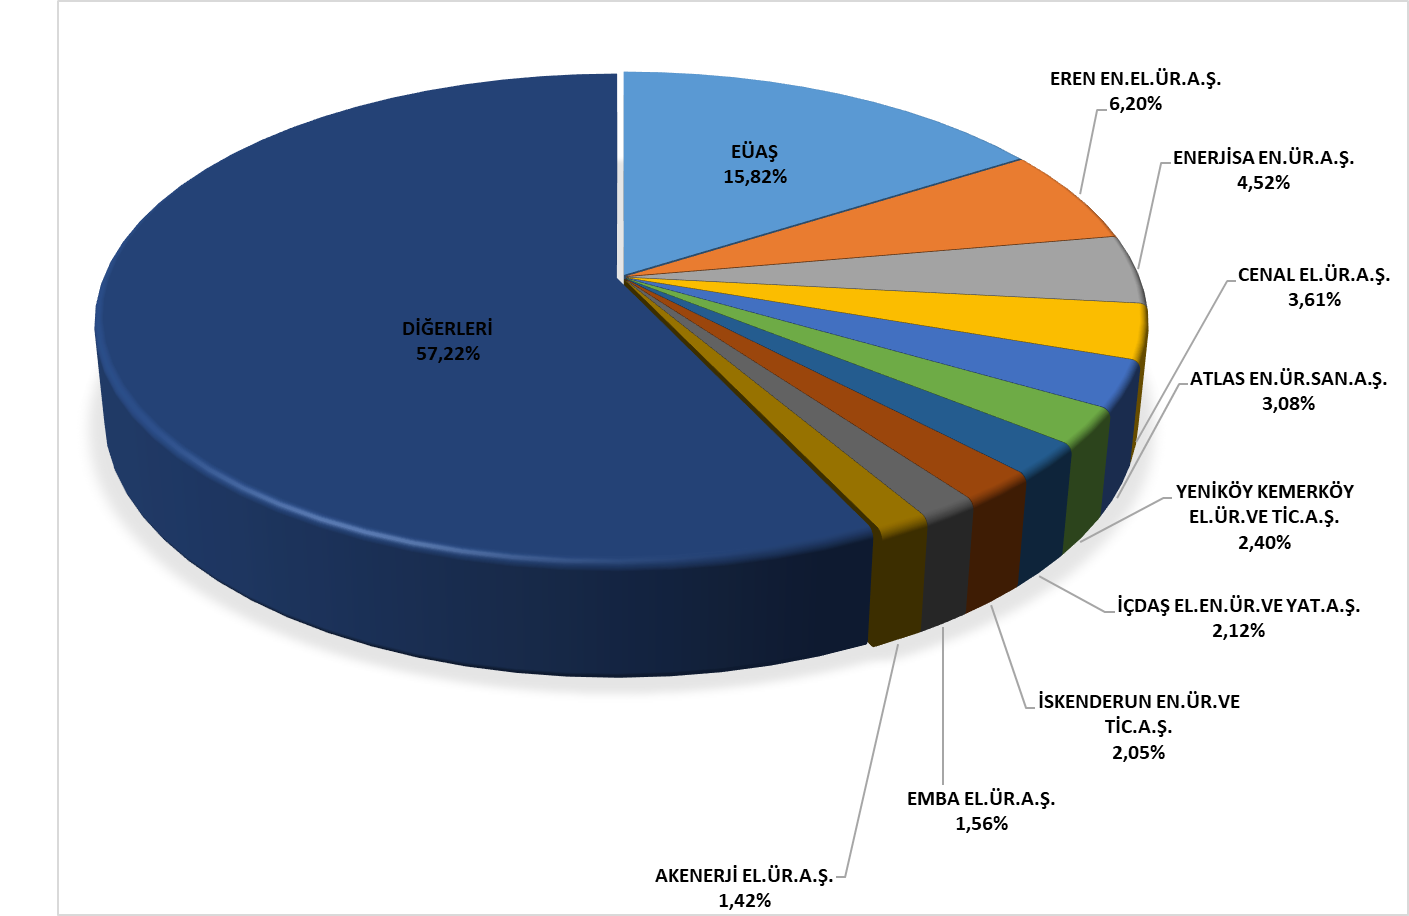 EREN EN.EL.ÜR.A.Ş.
6,20%
EÜAŞ
15,82%
ENERJİSA EN.ÜR.A.Ş.
4,52%
CENAL EL.ÜR.A.Ş.
3,61%
DİĞERLERİ
57,22%
ATLAS EN.ÜR.SAN.A.Ş.
3,08%
YENİKÖY KEMERKÖY
EL.ÜR.VE TİC.A.Ş.
2,40%
İÇDAŞ EL.EN.ÜR.VE YAT.A.Ş.
2,12%
İSKENDERUN EN.ÜR.VE
TİC.A.Ş.
2,05%
EMBA EL.ÜR.A.Ş.
1,56%
AKENERJİ EL.ÜR.A.Ş.
1,42%